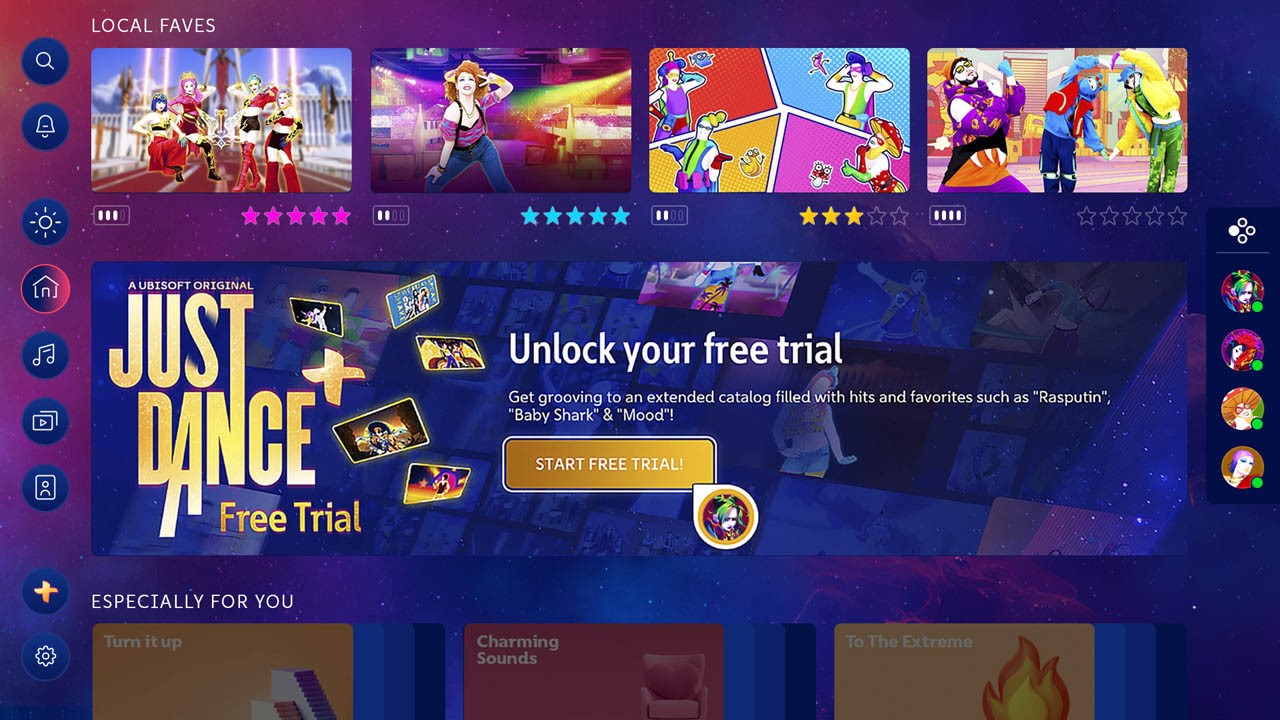 LOCAL FAVES
A UBISOFT ORIGINAL
JUST
DANCE
+
Free Trial
Unlock your free trial
Get grooving to an extended catalog filled with hits and favorites such as "Rasputin",
"Baby Shark" & "Mood"!
START FREE TRIAL!
ESPECIALLY FOR YOU
Turn it up
Charming
Sounds
To The Extreme